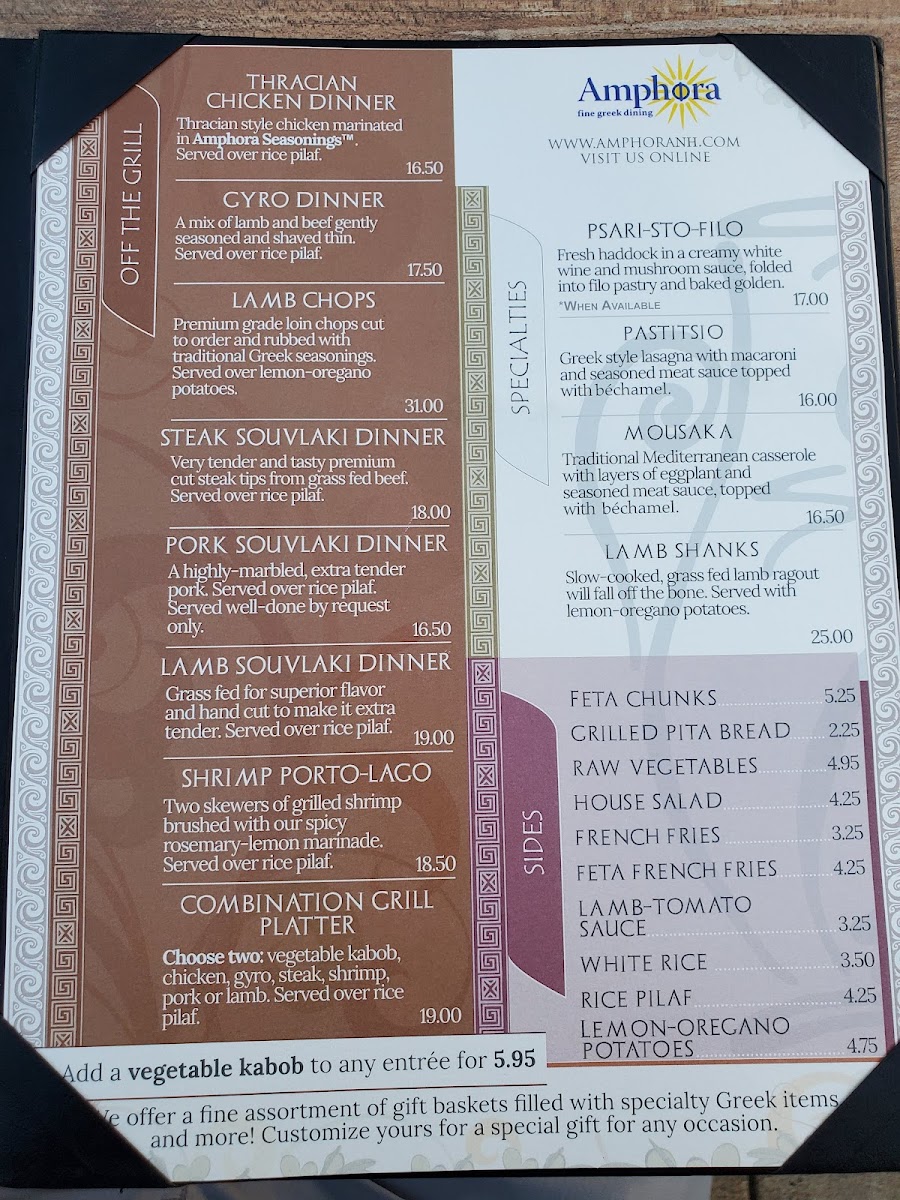 OFF THE GRILL
THRACIAN
CHICKEN DINNER
Thracian style chicken marinated
in Amphora Seasonings™.
Served over rice pilaf.
16.50
GYRO DINNER
A mix of lamb and beef gently
seasoned and shaved thin.
Served over rice pilaf.
17.50
LAMB CHOPS
Premium grade loin chops cut
to order and rubbed with
traditional Greek seasonings.
Served over lemon-oregano
potatoes.
31.00
STEAK SOUVLAKI DINNER
Very tender and tasty premium
cut steak tips from grass fed beef.
Served over rice pilaf.
18.00
PORK SOUVLAKI DINNER
A highly-marbled, extra tender
pork. Served over rice pilaf.
Served well-done by request
only.
16.50
LAMB SOUVLAKI DINNER
Grass fed for superior flavor
and hand cut to make it extra
tender. Served over rice pilaf.
19.00
SHRIMP PORTO-LAGO
Two skewers of grilled shrimp
brushed with our spicy
rosemary-lemon marinade.
Served over rice pilaf.
18.50
COMBINATION GRILL
PLATTER
Choose two: vegetable kabob,
chicken, gyro, steak, shrimp,
pork or lamb. Served over rice
pilaf.
19.00
Amphora
fine greek dining
WWW.AMPHORANH.COM
VISIT US ONLINE
SPECIALTIES
PSARI-STO-FILO
Fresh haddock in a creamy white
wine and mushroom sauce, folded
into filo pastry and baked golden.
*WHEN AVAILABLE
17.00
PASTITSIO
Greek style lasagna with macaroni
and seasoned meat sauce topped
with béchamel.
16.00
MOUSAKA
Traditional Mediterranean casserole
with layers of eggplant and
seasoned meat sauce, topped
with béchamel.
16.50
LAMB SHANKS
Slow-cooked, grass fed lamb ragout
will fall off the bone. Served with
lemon-oregano potatoes.
25.00
SIDES
FETA CHUNKS 5.25
GRILLED PITA BREAD 2.25
RAW VEGETABLES 4.95
HOUSE SALAD 4.25
FRENCH FRIES 3.25
FETA FRENCH FRIES 4.25
LAMB-TOMATO
SAUCE 3.25
WHITE RICE 3.50
RICE PILAF 4.25
LEMON-OREGANO
POTATOES 4.75
Add a vegetable kabob to any entrée for 5.95
offer a fine assortment of gift baskets filled with specialty Greek items
and more! Customize yours for a special gift for any occasion.